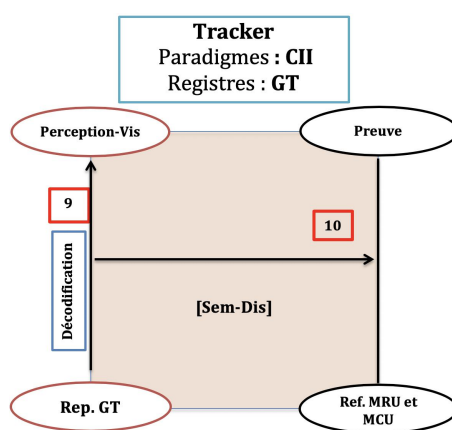 Tracker
Paradigmes : CII
Registres : GT
Perception-Vis
Preuve
9
10
Décodification
[Sem-Dis]
Rep. GT
Ref. MRU et
MCU